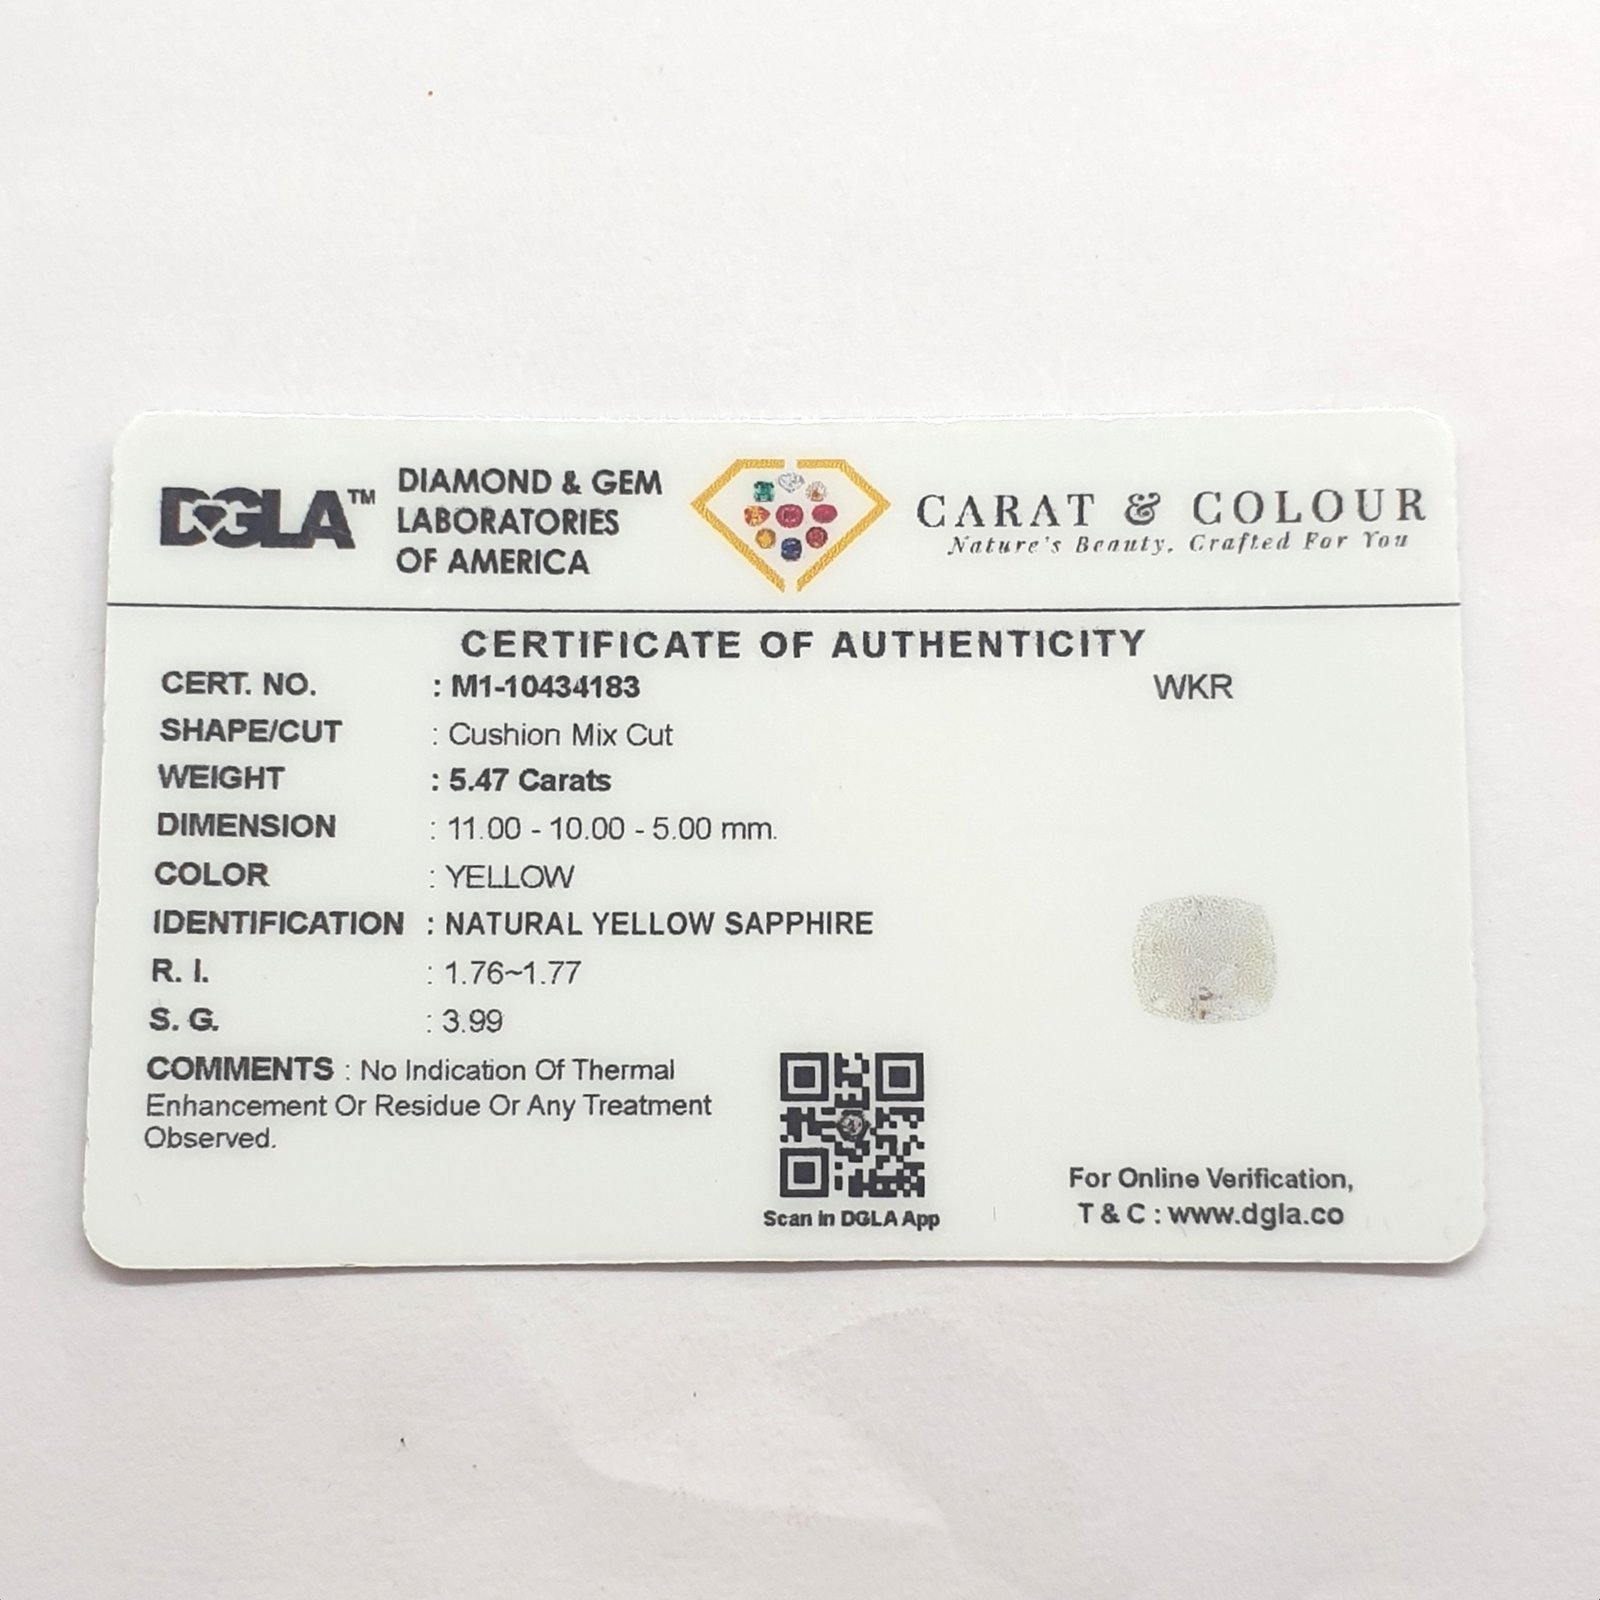 DGLA™
DIAMOND & GEM
LABORATORIES
OF AMERICA
CARAT & COLOUR
Nature's Beauty, Crafted For You
CERTIFICATE OF AUTHENTICITY
CERT. NO. : M1-10434183
WKR
SHAPE/CUT : Cushion Mix Cut
WEIGHT : 5.47 Carats
DIMENSION : 11.00 - 10.00 - 5.00 mm.
COLOR : YELLOW
IDENTIFICATION : NATURAL YELLOW SAPPHIRE
R. I. : 1.76~1.77
S. G. : 3.99
COMMENTS : No Indication Of Thermal
Enhancement Or Residue Or Any Treatment
Observed.
Scan in DGLA App
For Online Verification,
T & C : www.dgla.co